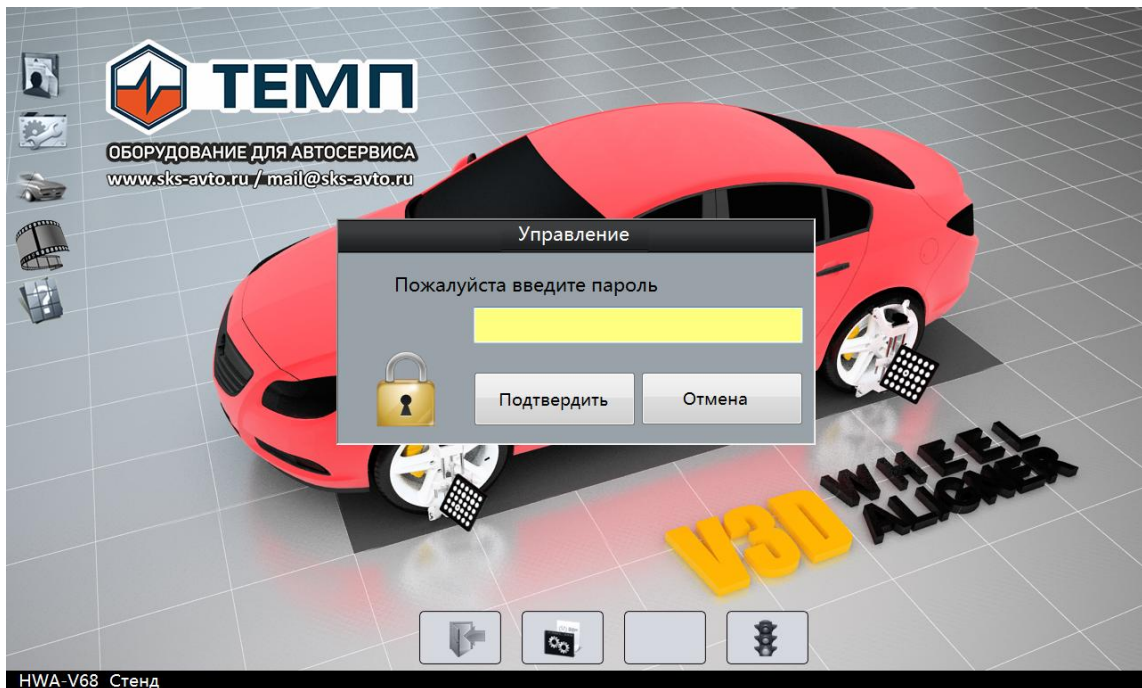 ТЕМП
ОБОРУДОВАНИЕ ДЛЯ АВТОСЕРВИСА
www.sks-avto.ru / mail@sks-avto.ru
Управление
Пожалуйста введите пароль
Подтвердить
Отмена
V3D
WHEEL
ALIGNER
HWA-V68 Стенд